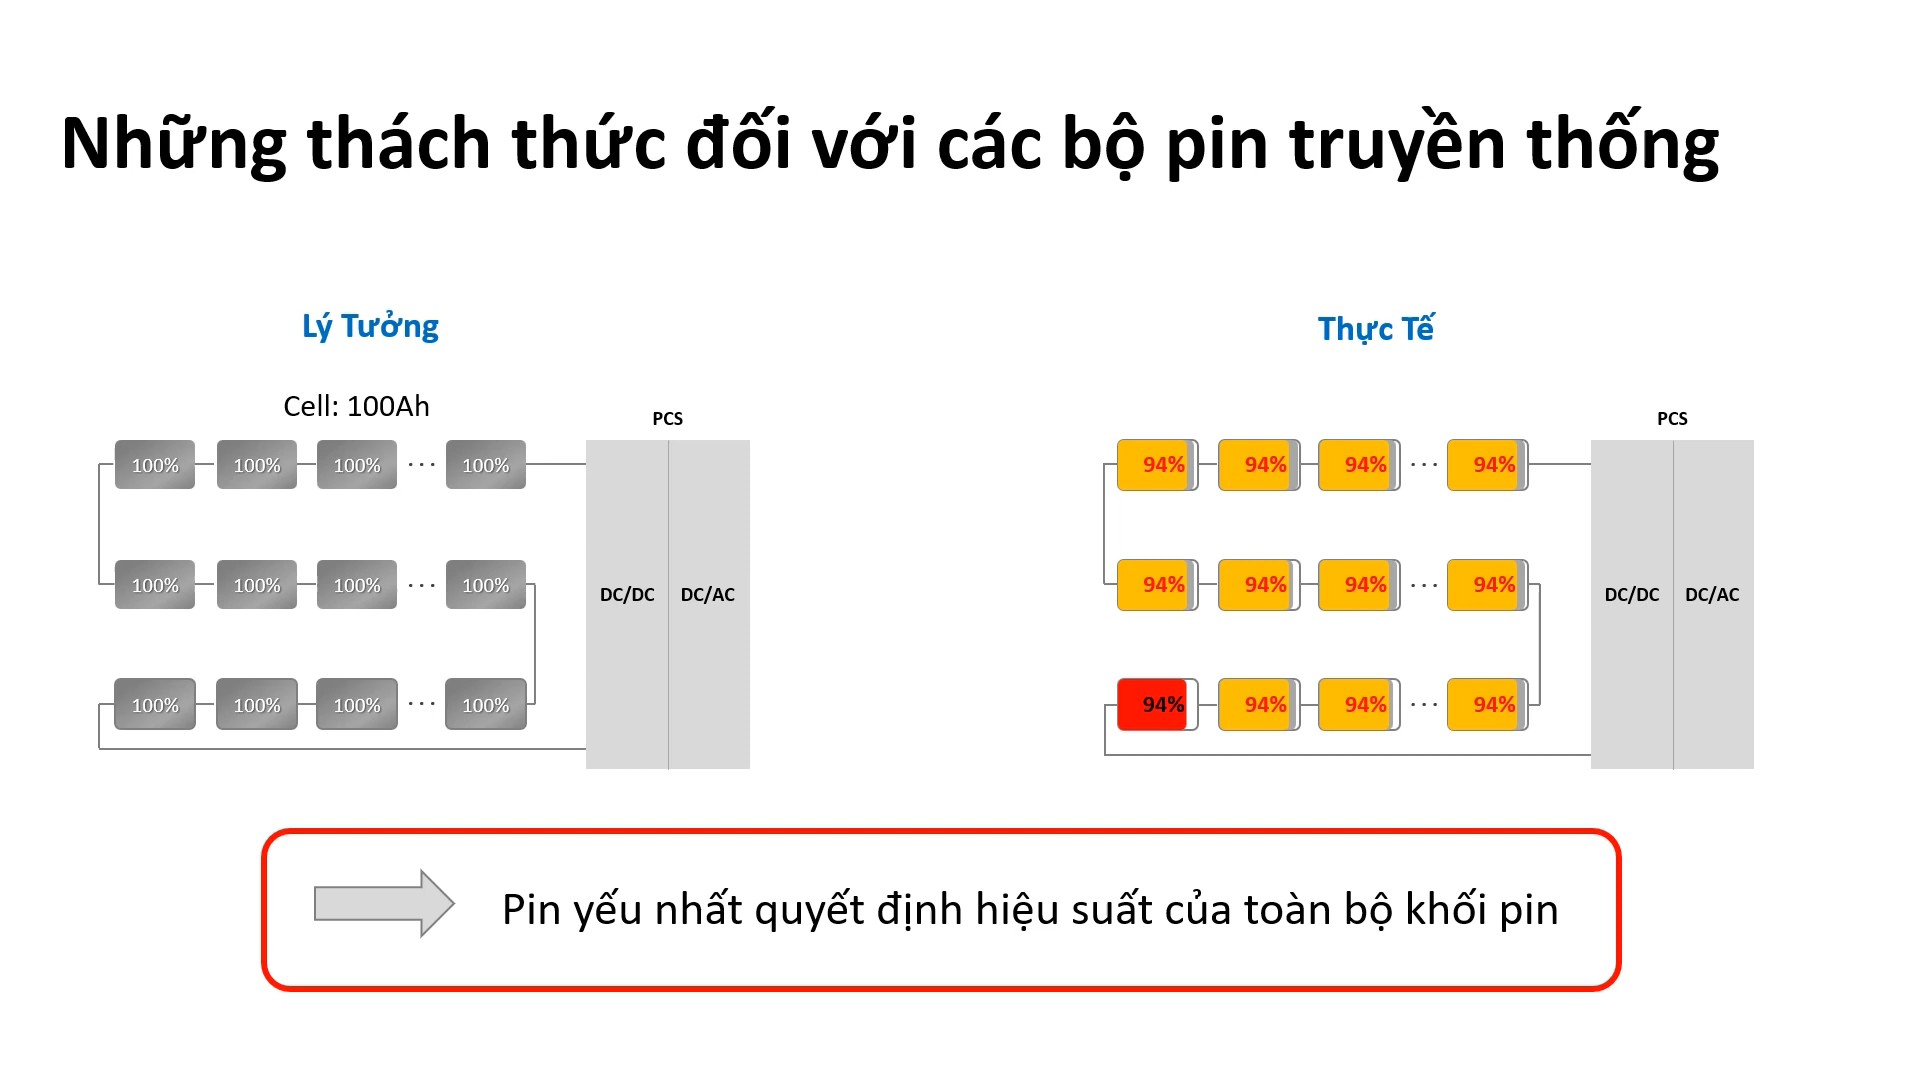 Những thách thức đối với các bộ pin truyền thống
Lý Tưởng
Cell: 100Ah
PCS
100% 100% 100% ... 100%
100% 100% 100% ... 100%
DC/DC DC/AC
100% 100% 100% ... 100%
Thực Tế
PCS
94% 94% 94% ... 94%
94% 94% 94% ... 94%
DC/DC DC/AC
94% 94% 94% ... 94%
Pin yếu nhất quyết định hiệu suất của toàn bộ khối pin